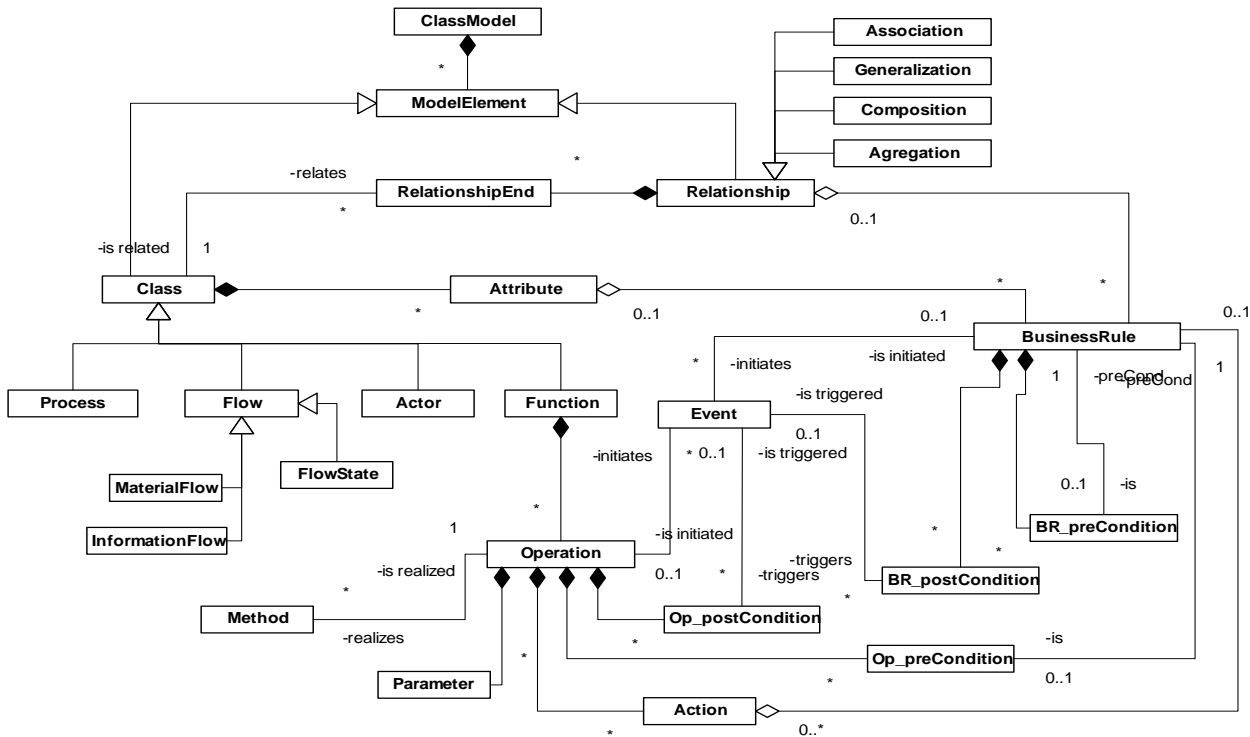 ClassModel
Association
*
Generalization
ModelElement
Composition
*
Agregation
-relates
RelationshipEnd
Relationship
*
0..1
-is related
1
Class
Attribute
*
*
*
0..1
0..1
0..1
BusinessRule
*
-initiates
-is initiated
1
-preCond
-preCond
1
Process
Flow
Actor
Function
-is triggered
Event
0..1
-initiates
*
0..1
-is triggered
FlowState
MaterialFlow
0..1
-is
*
1
*
BR_preCondition
InformationFlow
-is initiated
*
Operation
-triggers
-is realized
0..1
*
-triggers
BR_postCondition
*
*
Method
Op_postCondition
-realizes
*
-is
*
Op_preCondition
0..1
Parameter
*
Action
0..*
*